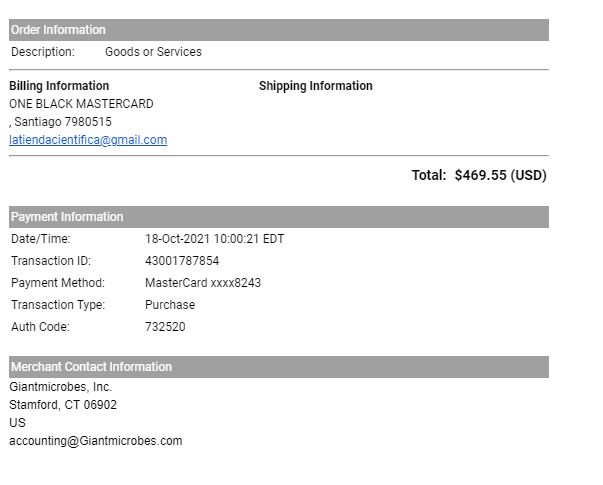 Order Information
Description: Goods or Services
Billing Information Shipping Information
ONE BLACK MASTERCARD
, Santiago 7980515
latiendacientifica@gmail.com
Total: $469.55 (USD)
Payment Information
Date/Time: 18-Oct-2021 10:00:21 EDT
Transaction ID: 43001787854
Payment Method: MasterCard xxxx8243
Transaction Type: Purchase
Auth Code: 732520
Merchant Contact Information
Giantmicrobes, Inc.
Stamford, CT 06902
US
accounting@Giantmicrobes.com